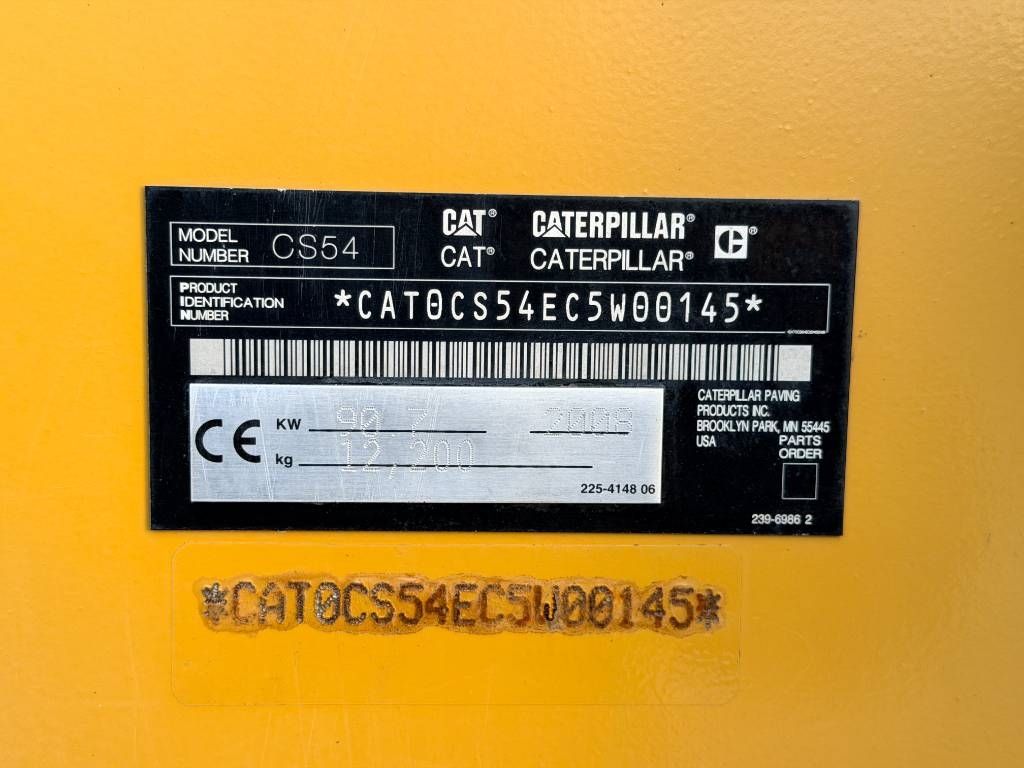 MODEL NUMBER CS54
CAT® CATERPILLAR® CE®
CAT® CATERPILLAR®
PRODUCT
IDENTIFICATION
NUMBER
*CAT0CS54EC5W00145*
CE
KW 90.7 2008
kg 12,200
225-4148 06
CATERPILLAR PAVING
PRODUCTS INC.
BROOKLYN PARK, MN 55445
USA
PARTS
ORDER
239-6986 2
*CAT0CS54EC5W00145*